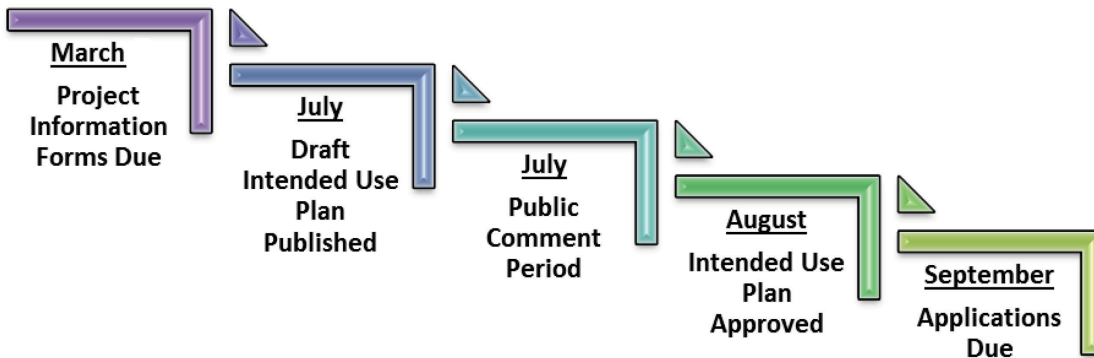 March
Project
Information
Forms Due
July
Draft
Intended Use
Plan
Published
July
Public
Comment
Period
August
Intended Use
Plan
Approved
September
Applications
Due